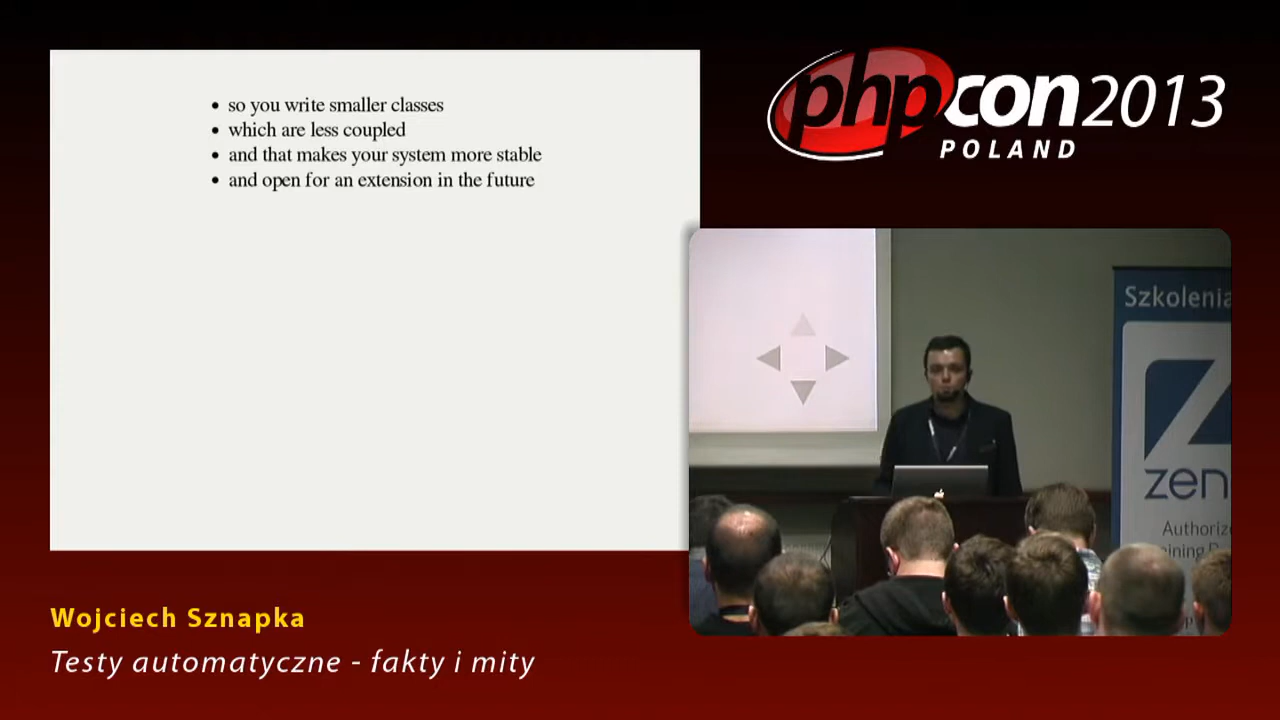 so you write smaller classes
which are less coupled
and that makes your system more stable
and open for an extension in the future
phpcon2013
POLAND
Szkolenia
zen
Authoriz
Wojciech Sznapka
Testy automatyczne - fakty i mity